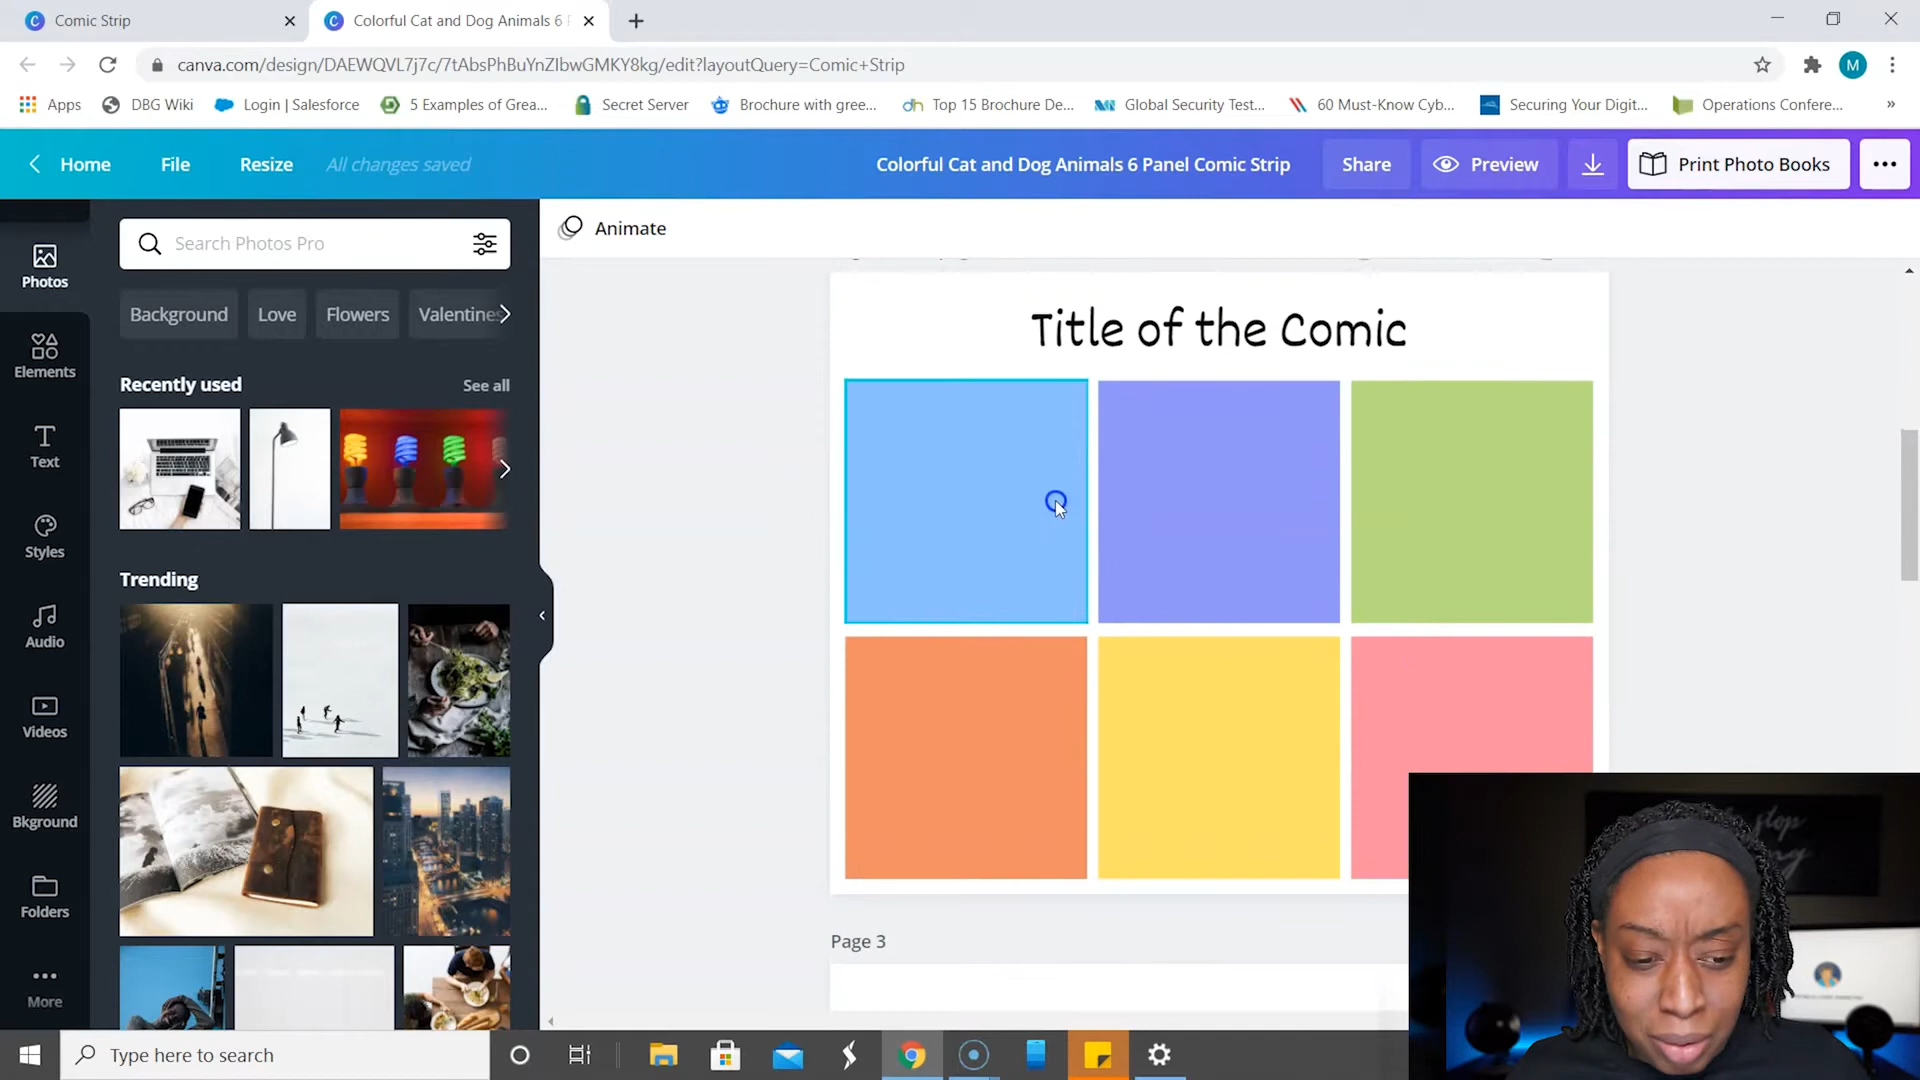 Comic Strip
Colorful Cat and Dog Animals 6
canva.com/design/DAEWQVL7j7c/7tAbsPhBuYnZIbwGMKY8kg/edit?layoutQuery=Comic+Strip
M
Apps DBG Wiki Login | Salesforce 5 Examples of Grea... Secret Server Brochure with gree... Top 15 Brochure De... Global Security Test... 60 Must-Know Cyb... Securing Your Digit... Operations Confere... »
Home File Resize All changes saved Colorful Cat and Dog Animals 6 Panel Comic Strip Share Preview Print Photo Books
Photos
Elements
Text
Styles
Audio
Videos
Bkground
Folders
More
Search Photos Pro
Background Love Flowers Valentines
Recently used See all
Trending
Animate
Title of the Comic
Page 3
stop
Type here to search